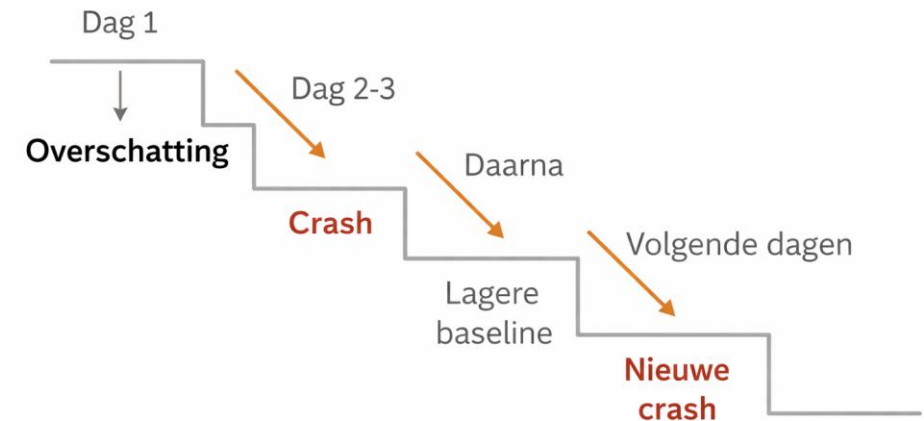 Dag 1
Overschatting
Dag 2-3
Crash
Daarna
Lagere
baseline
Volgende dagen
Nieuwe
crash